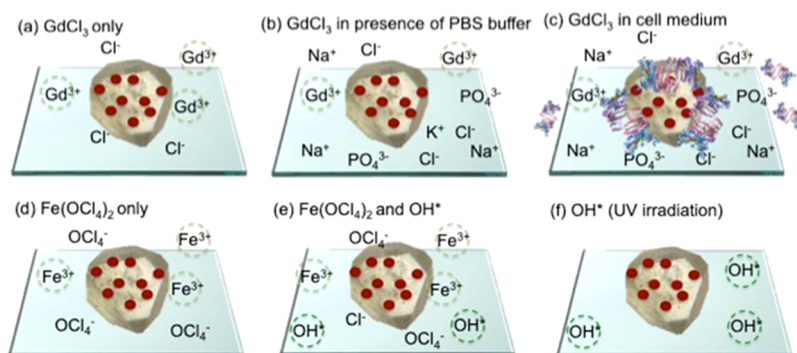 (a) GdCl₃ only
Cl⁻
Gd³⁺
Gd³⁺
Gd³⁺
Cl⁻
Cl⁻
(b) GdCl₃ in presence of PBS buffer
Na⁺
Cl⁻
Gd³⁺
Gd³⁺
PO₄³⁻
K⁺
Cl⁻
Na⁺
PO₄³⁻
Cl⁻
Na⁺
(c) GdCl₃ in cell medium
Cl⁻
Na⁺
Gd³⁺
Gd³⁺
PO₄³⁻
Cl⁻
Na⁺
PO₄³⁻
Cl⁻
Na⁺
(d) Fe(OCl₄)₂ only
OCl₄⁻
Fe³⁺
Fe³⁺
Fe³⁺
OCl₄⁻
OCl₄⁻
(e) Fe(OCl₄)₂ and OH*
OCl₄⁻
Fe³⁺
Fe³⁺
Fe³⁺
Cl⁻
OH*
OCl₄⁻
OH*
(f) OH* (UV irradiation)
OH*
OH*
OH*